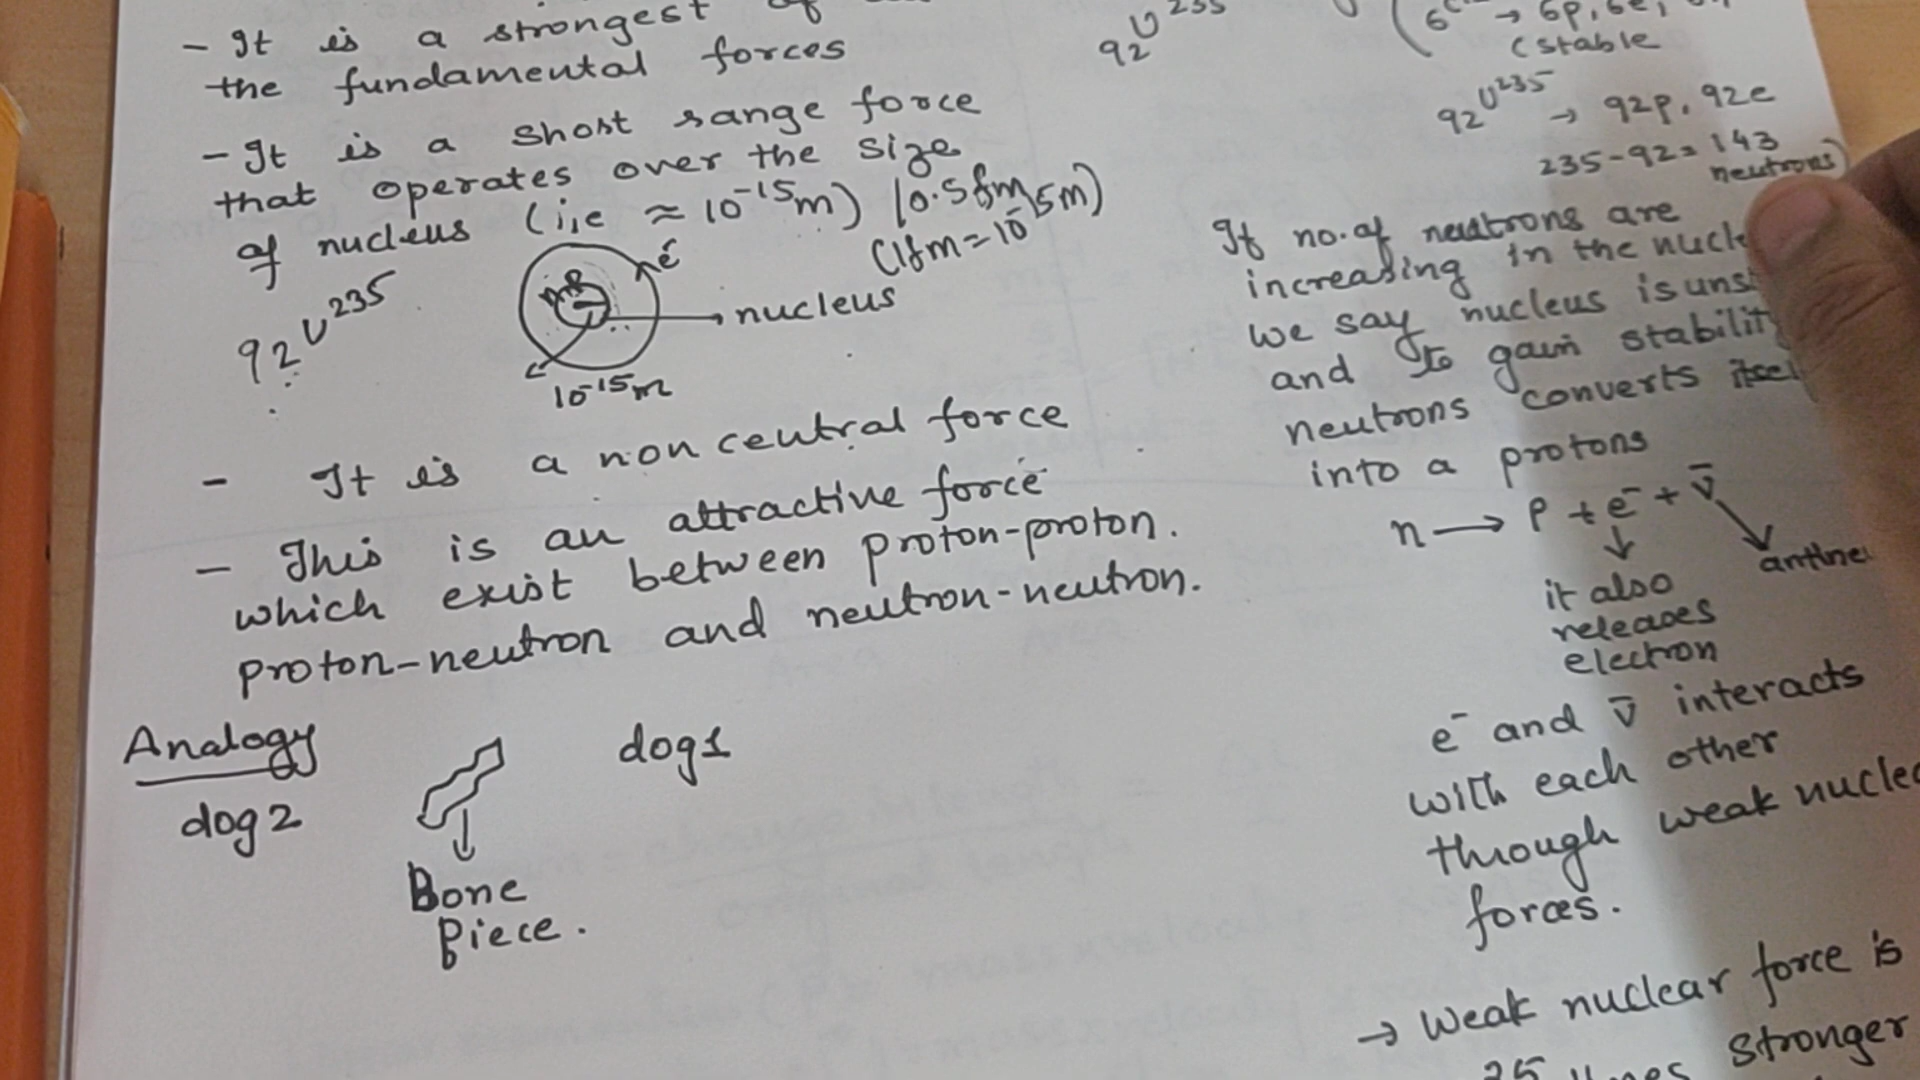 - It is a strongest of
the fundamental forces
- It is a short range force
that operates over the size
of nucleus (i,e ≈ 10⁻¹⁵m) (0.5fm
(1fm = 10⁻¹⁵m)
92U²³⁵
e⁻
nucleus
10⁻¹⁵m
- It is a non central force
- This is an attractive force
which exist between proton-proton.
proton-neutron and neutron-neutron.
Analogy
dog2
dog1
Bone
Piece.
92U²³⁵
→ 6p, 6e,
(stable
92U²³⁵ → 92p, 92e
235-92=143
neutrons)
If no. of neutrons are
increasing in the
we say nucleus is
and to gain
neutrons converts
into a protons
n → P + e⁻ + ν̄
it also
releases
electron
e⁻ and ν̄ interacts
with each other
through weak
forces.
→ Weak nuclear force is
stronger